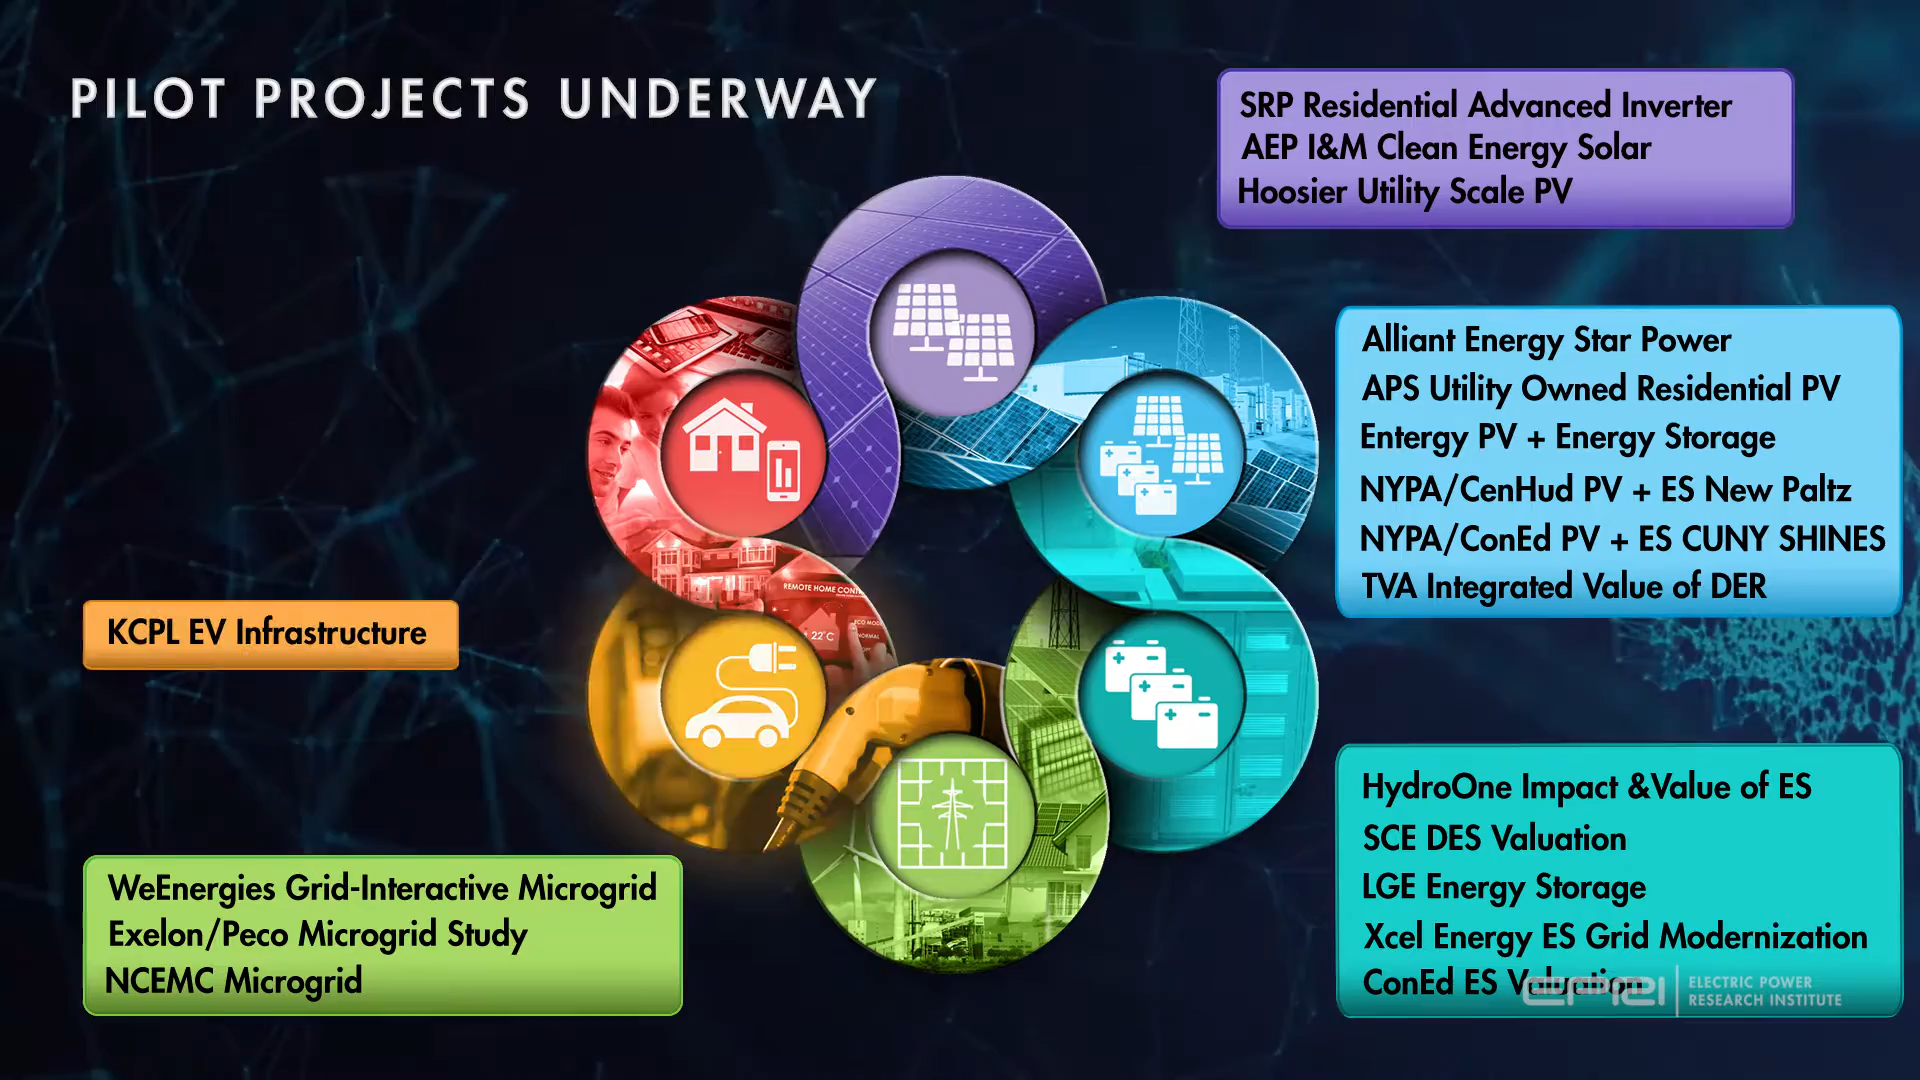 PILOT PROJECTS UNDERWAY
SRP Residential Advanced Inverter
AEP I&M Clean Energy Solar
Hoosier Utility Scale PV
Alliant Energy Star Power
APS Utility Owned Residential PV
Entergy PV + Energy Storage
NYPA/CenHud PV + ES New Paltz
NYPA/ConEd PV + ES CUNY SHINES
TVA Integrated Value of DER
REMOTE HOME CONT
ECO MODE
22°C
NORMAL
KCPL EV Infrastructure
HydroOne Impact &Value of ES
SCE DES Valuation
LGE Energy Storage
Xcel Energy ES Grid Modernization
ConEd ES Valuation
WeEnergies Grid-Interactive Microgrid
Exelon/Peco Microgrid Study
NCEMC Microgrid
EPRI
ELECTRIC POWER
RESEARCH INSTITUTE